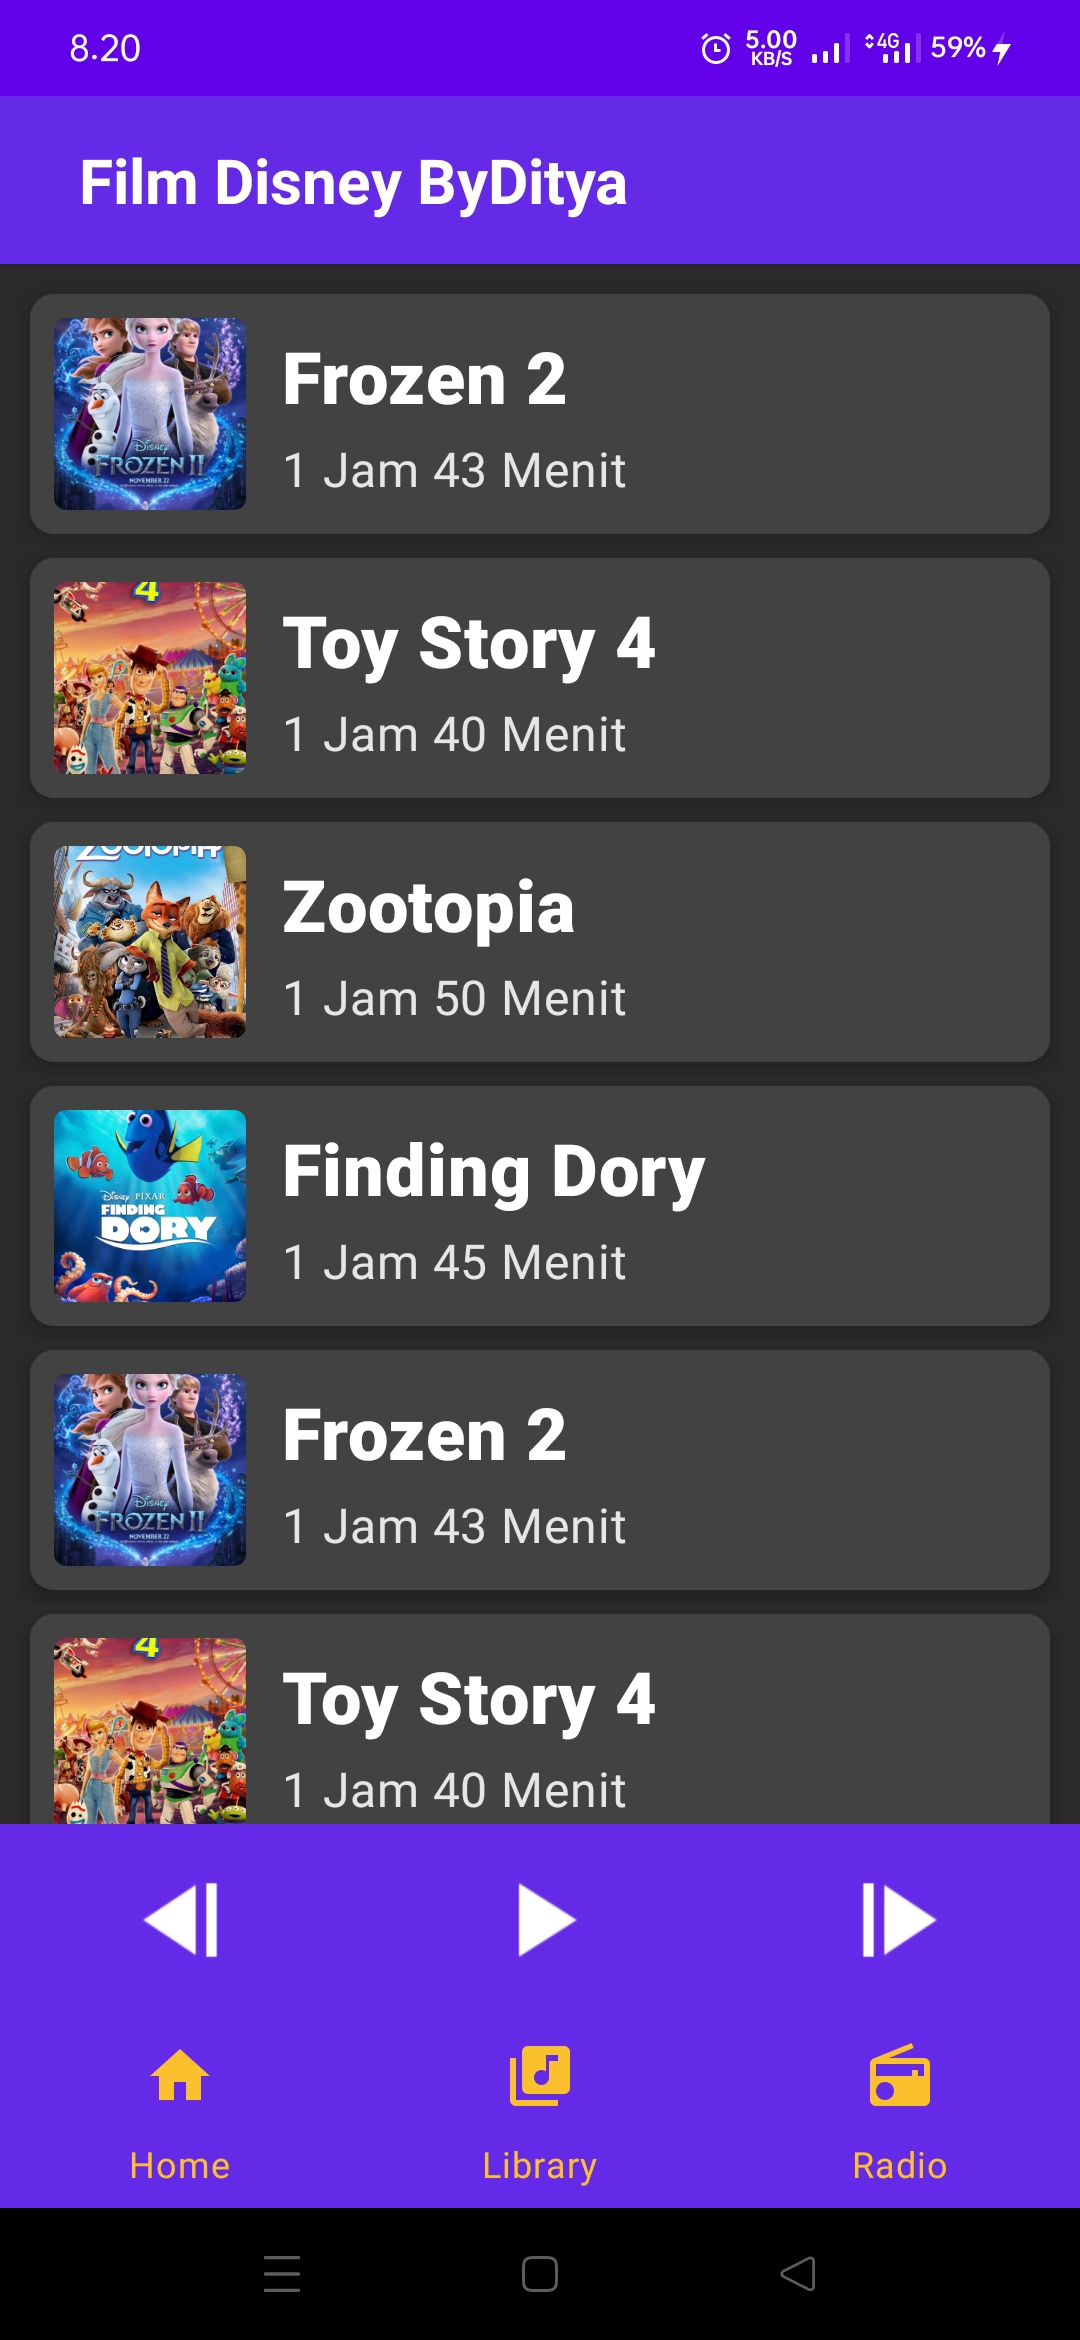 8.20
5.00
KB/S
4G
59%
Film Disney ByDitya
Disney
FROZEN II
NOVEMBER 22
Frozen 2
1 Jam 43 Menit
4
Toy Story 4
1 Jam 40 Menit
Zootopia
1 Jam 50 Menit
Disney PIXAR
FINDING
DORY
Finding Dory
1 Jam 45 Menit
Disney
FROZEN II
NOVEMBER 22
Frozen 2
1 Jam 43 Menit
4
Toy Story 4
1 Jam 40 Menit
Home
Library
Radio